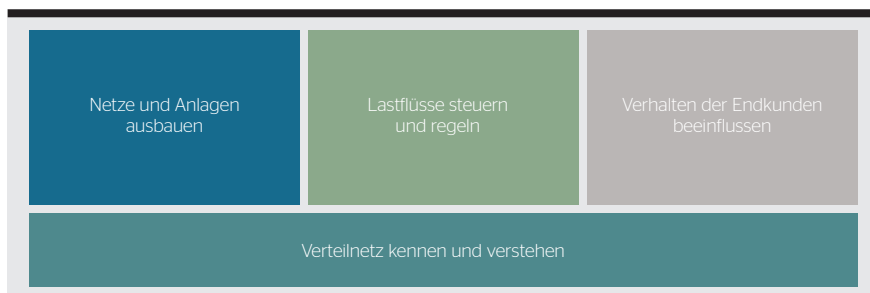 Netze und Anlagen
ausbauen
Lastflüsse steuern
und regeln
Verhalten der Endkunden
beeinflussen
Verteilnetz kennen und verstehen